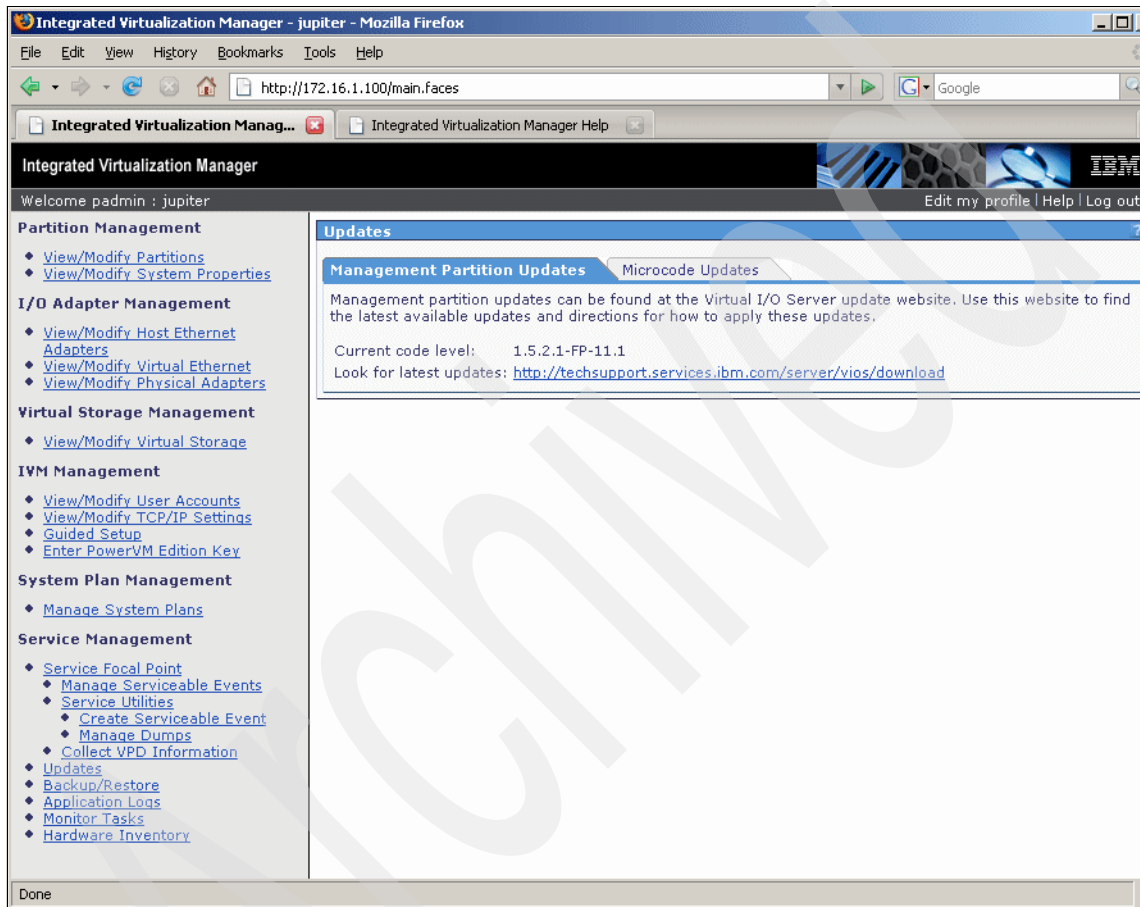 Integrated Virtualization Manager - jupiter - Mozilla Firefox
File Edit View History Bookmarks Tools Help
http://172.16.1.100/main.faces
G Google
Integrated Virtualization Manag...
Integrated Virtualization Manager Help
Integrated Virtualization Manager
IBM
Welcome padmin : jupiter
Edit my profile | Help | Log out
Partition Management
View/Modify Partitions
View/Modify System Properties
I/O Adapter Management
View/Modify Host Ethernet
Adapters
View/Modify Virtual Ethernet
View/Modify Physical Adapters
Virtual Storage Management
View/Modify Virtual Storage
IVM Management
View/Modify User Accounts
View/Modify TCP/IP Settings
Guided Setup
Enter PowerVM Edition Key
System Plan Management
Manage System Plans
Service Management
Service Focal Point
Manage Serviceable Events
Service Utilities
Create Serviceable Event
Manage Dumps
Collect VPD Information
Updates
Backup/Restore
Application Logs
Monitor Tasks
Hardware Inventory
Updates
?
Management Partition Updates
Microcode Updates
Management partition updates can be found at the Virtual I/O Server update website. Use this website to find
the latest available updates and directions for how to apply these updates.
Current code level: 1.5.2.1-FP-11.1
Look for latest updates: http://techsupport.services.ibm.com/server/vios/download
Done
Archived